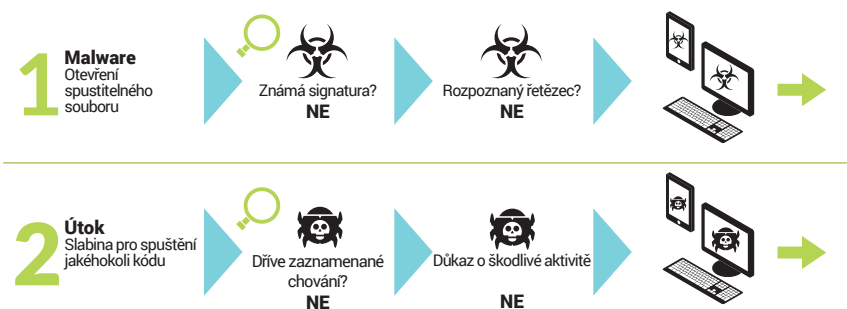 1
Malware
Otevření
spustitelného
souboru
Známá signatura?
NE
Rozpoznaný řetězec?
NE
2
Útok
Slabina pro spuštění
jakéhokoli kódu
Dříve zaznamenané
chování?
NE
Důkaz o škodlivé aktivitě
NE